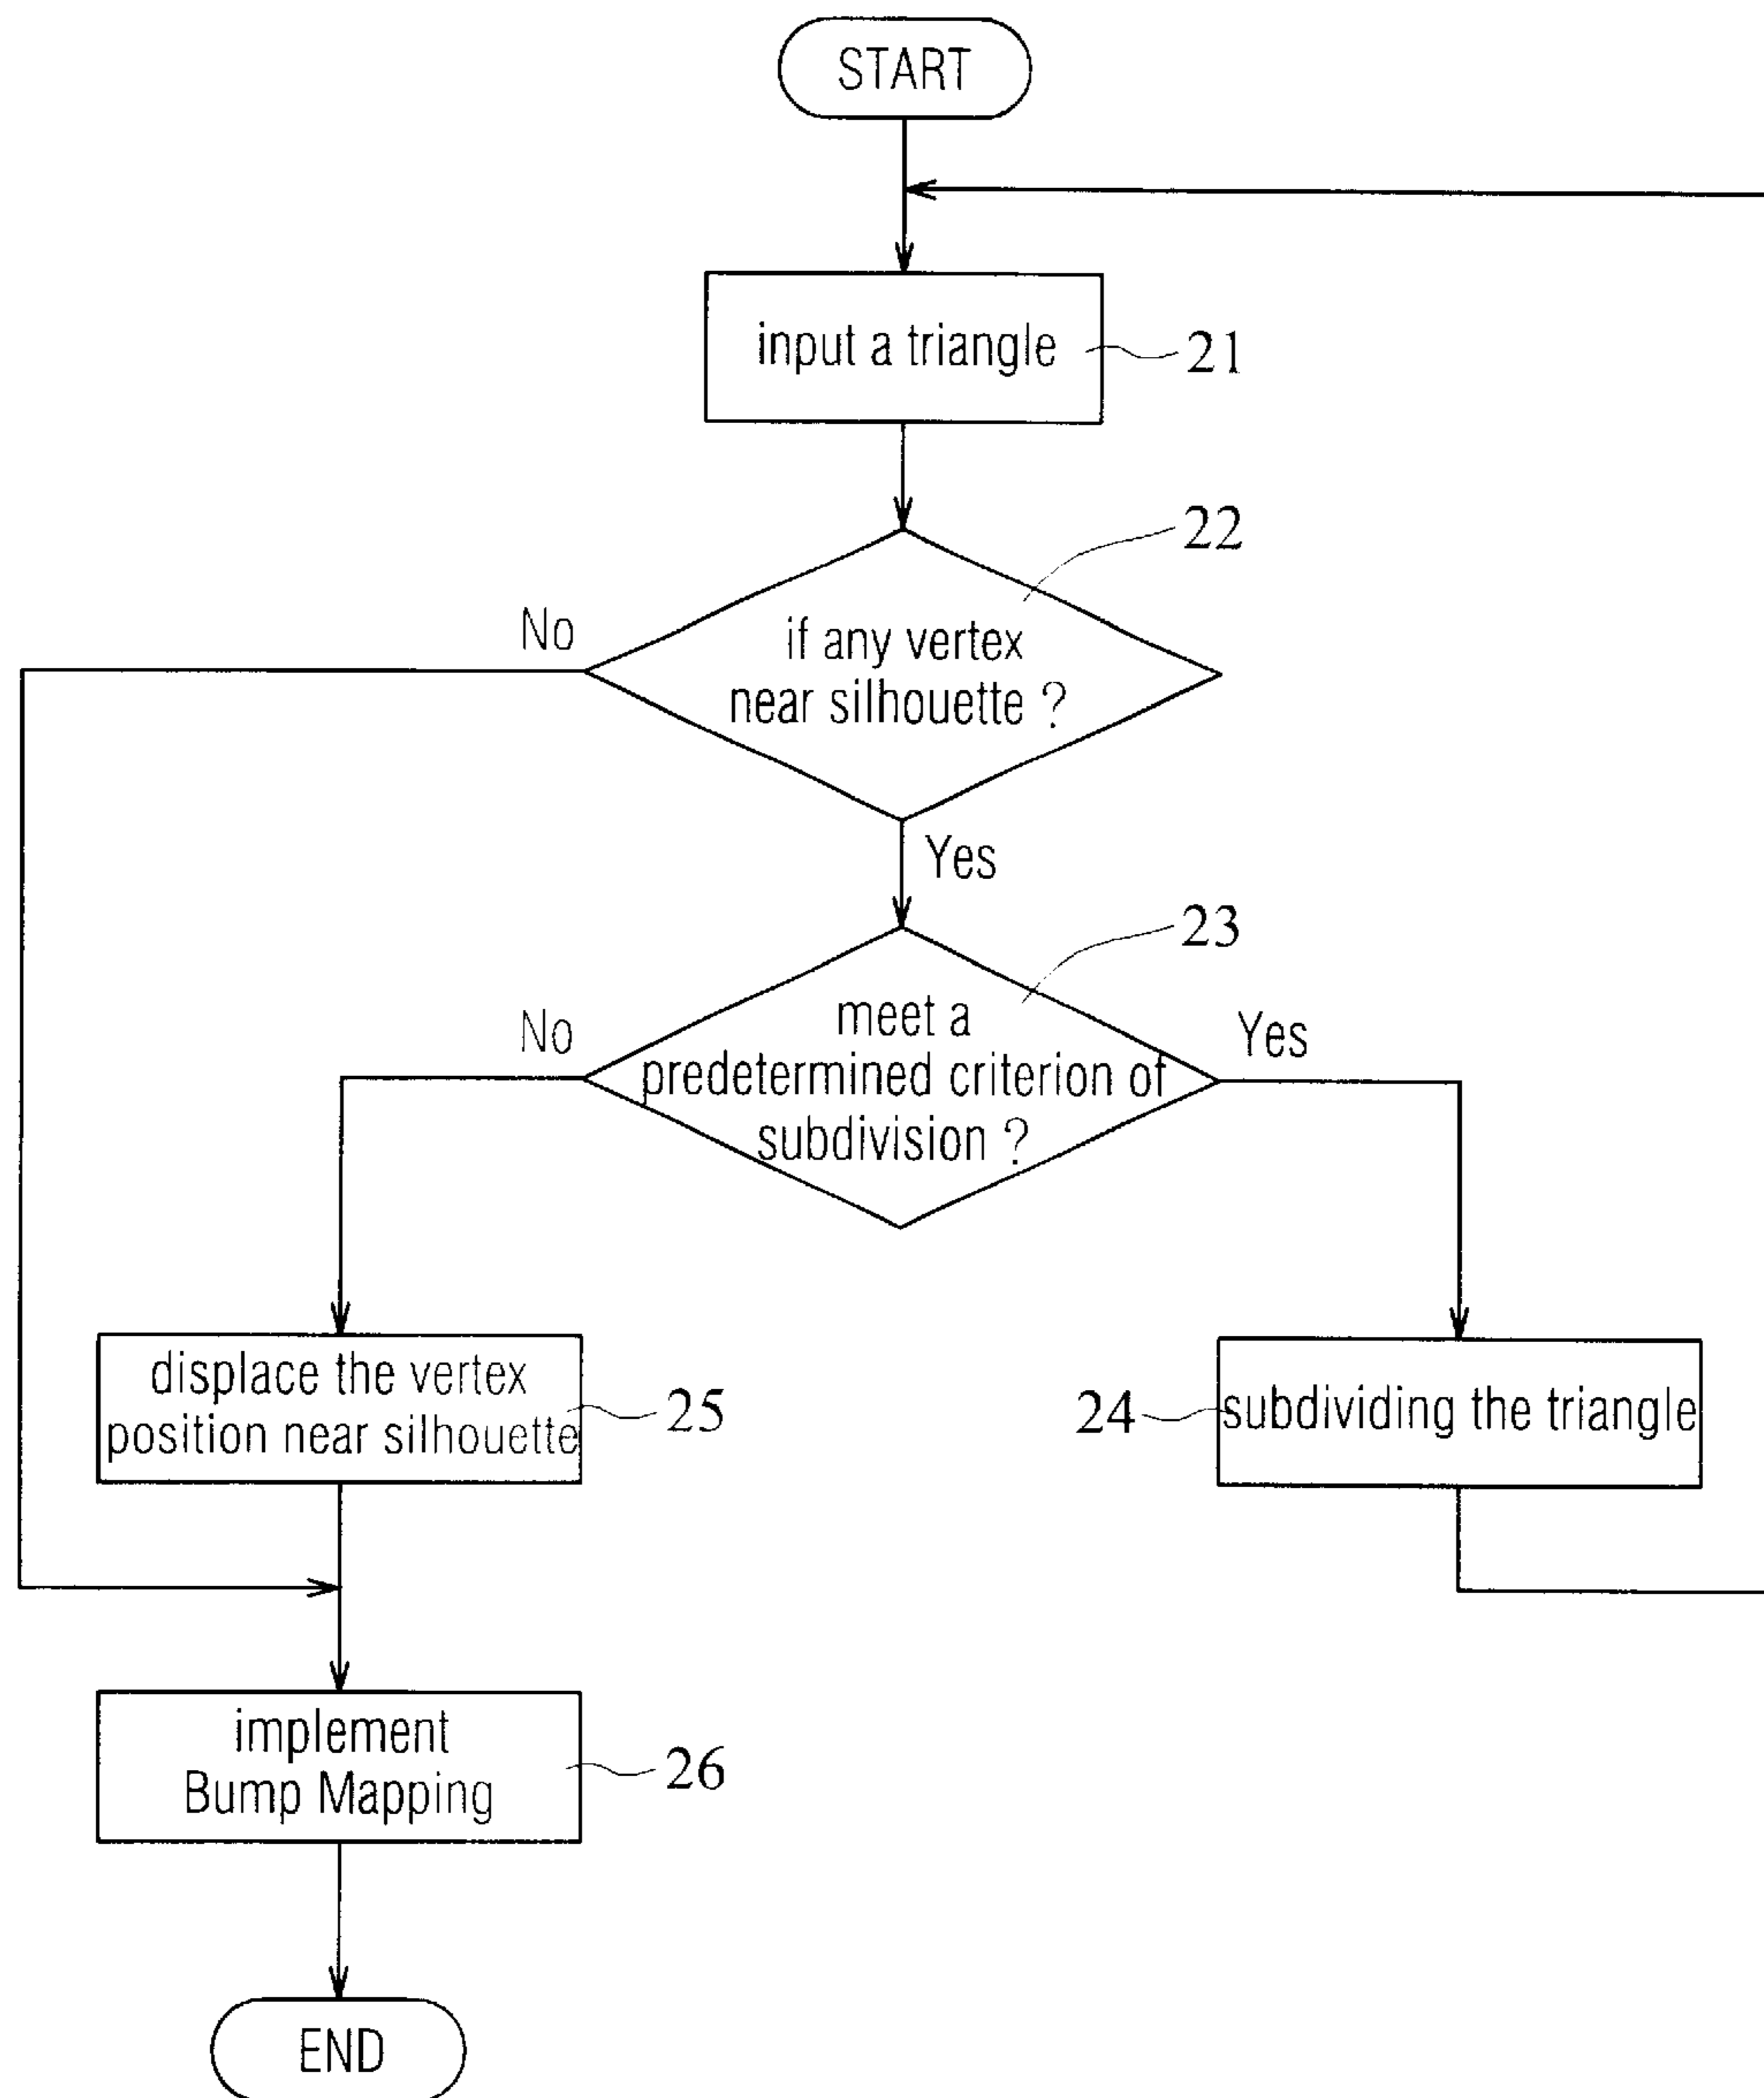 START
input a triangle
21
22
No
if any vertex
near silhouette ?
Yes
23
No
meet a
predetermined criterion of
subdivision ?
Yes
displace the vertex
position near silhouette
25
24
subdividing the triangle
implement
Bump Mapping
26
END